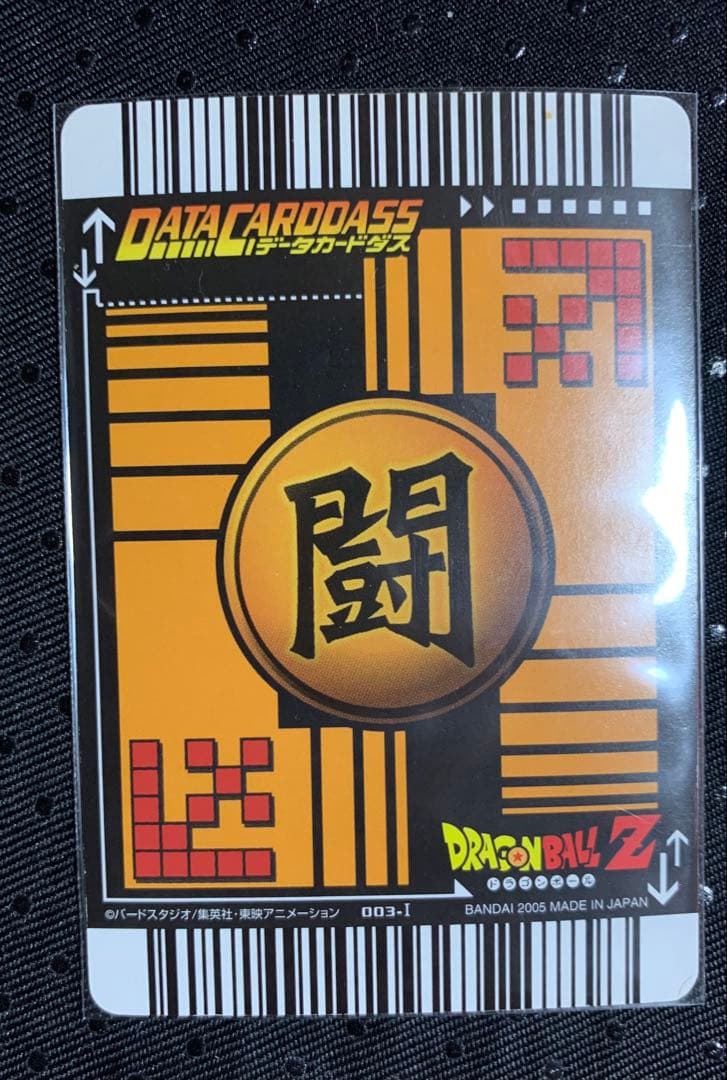 DATA CARDDASS
データカードダス
闘
DRAGON BALL Z
ドラゴンボール
©バードスタジオ/集英社・東映アニメーション 003-I BANDAI 2005 MADE IN JAPAN